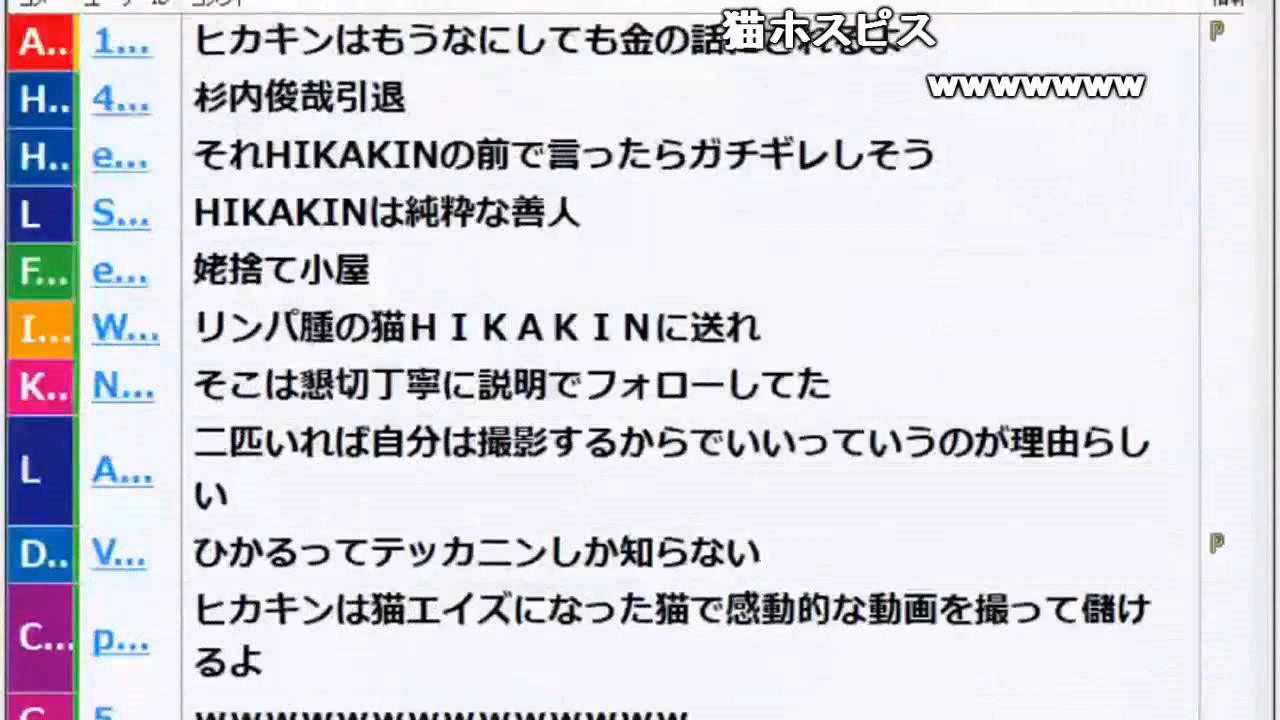 猫ホスピス
A.. 1... ヒカキンはもうなにしても金の話
P
wwwwwww
H.. 4... 杉内俊哉引退
H.. e... それHIKAKINの前で言ったらガチギレしそう
L S... HIKAKINは純粋な善人
F... e... 姥捨て小屋
I... W... リンパ腫の猫ＨＩＫＡＫＩＮに送れ
K.. N... そこは懇切丁寧に説明でフォローしてた
L A... 二匹いれば自分は撮影するからでいいっていうのが理由らし
い
D.. V... ひかるってテッカニンしか知らない
P
C... p... ヒカキンは猫エイズになった猫で感動的な動画を撮って儲け
るよ